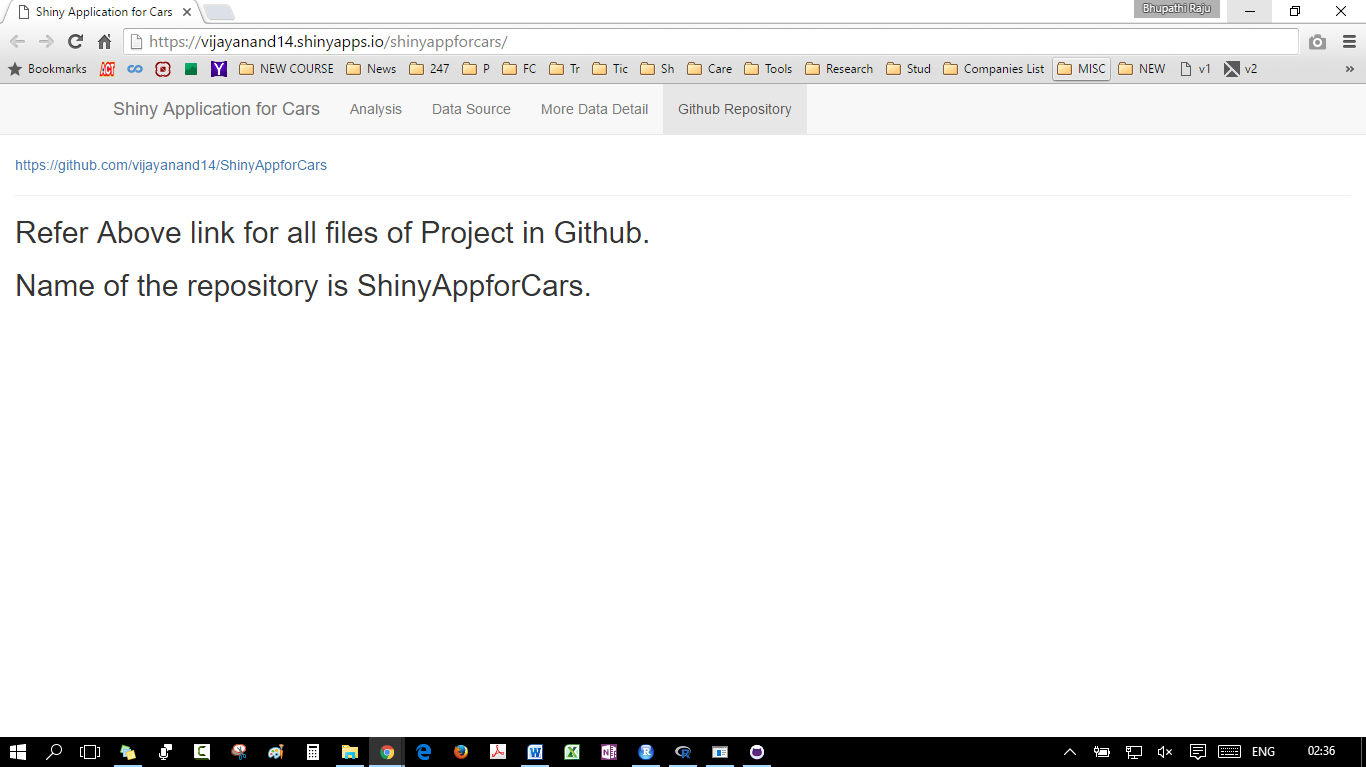 Shiny Application for Cars
Bhupathi Raju
https://vijayanand14.shinyapps.io/shinyappforcars/
Bookmarks ACT Y NEW COURSE News 247 P FC Tr Tic Sh Care Tools Research Stud Companies List MISC NEW v1 v2 »
Shiny Application for Cars Analysis Data Source More Data Detail Github Repository
https://github.com/vijayanand14/ShinyAppforCars
Refer Above link for all files of Project in Github.
Name of the repository is ShinyAppforCars.
ENG 02:36